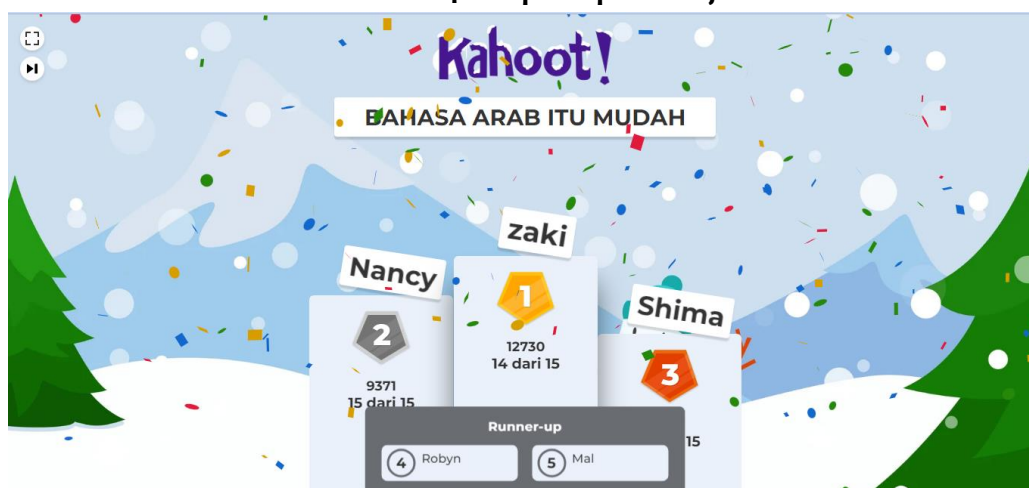 Kahoot!
BAHASA ARAB ITU MUDAH
zaki
Nancy
Shima
1
12730
14 dari 15
2
9371
15 dari 15
3
15
Runner-up
4 Robyn
5 Mal